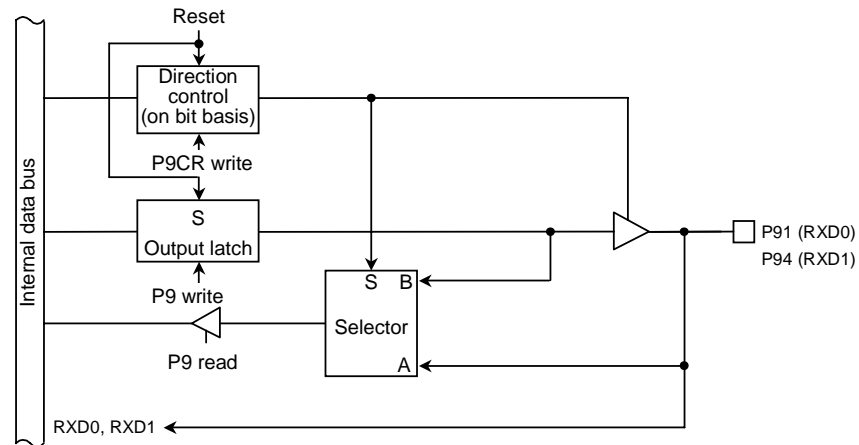 Reset
Direction
control
(on bit basis)
P9CR write
Internal data bus
S
Output latch
P9 write
P91 (RXD0)
P94 (RXD1)
S B
Selector
A
P9 read
RXD0, RXD1